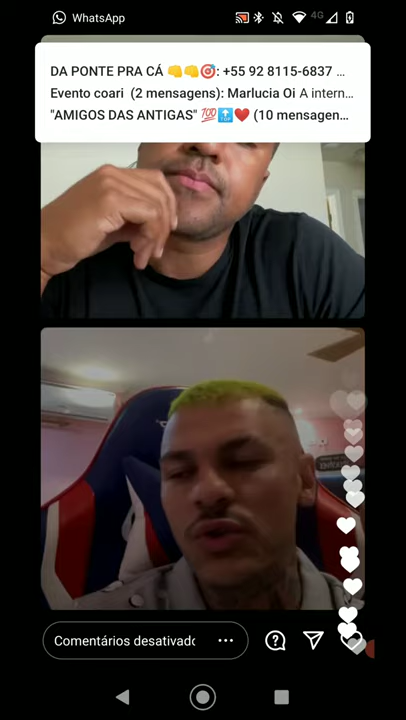 WhatsApp
4G
DA PONTE PRA CÁ 👊👊🎯: +55 92 8115-6837 ...
Evento coari (2 mensagens): Marlucia Oi A intern...
"AMIGOS DAS ANTIGAS" 💯🔝❤️ (10 mensagen...
Comentários desativado